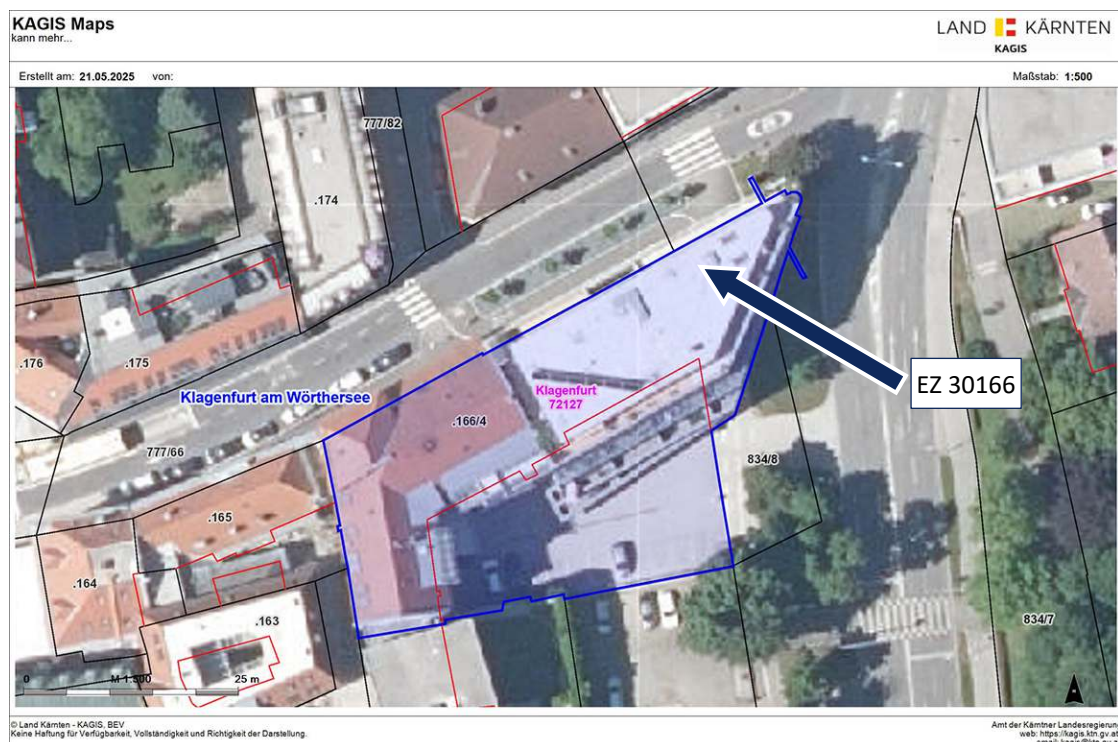 KAGIS Maps
kann mehr...
LAND KÄRNTEN
KAGIS
Erstellt am: 21.05.2025 von:
Maßstab: 1:500
777/82
.174
.176
.175
Klagenfurt am Wörthersee
Klagenfurt
72127
EZ 30166
.166/4
777/66
834/8
.165
.164
.163
834/7
0 M 1:500 25 m
© Land Kärnten - KAGIS, BEV
Keine Haftung für Verfügbarkeit, Vollständigkeit und Richtigkeit der Darstellung.
Amt der Kärntner Landesregierung
web: https://kagis.ktn.gv.at